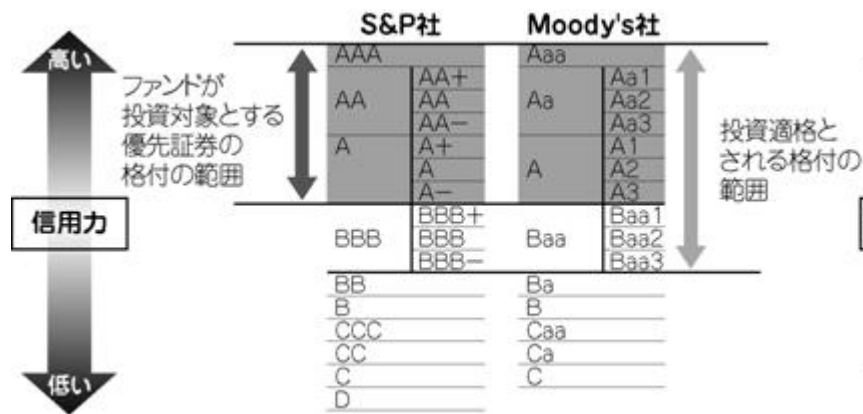 S&P社 Moody's社
高い
ファンドが
投資対象とする
優先証券の
格付の範囲
信用力
低い
AAA Aaa
AA AA+ Aa Aa1
AA Aa2
AA− Aa3
A A+ A A1
A A2
A− A3
BBB BBB+ Baa Baa1
BBB Baa2
BBB− Baa3
BB Ba
B B
CCC Caa
CC Ca
C C
D
投資適格と
される格付の
範囲